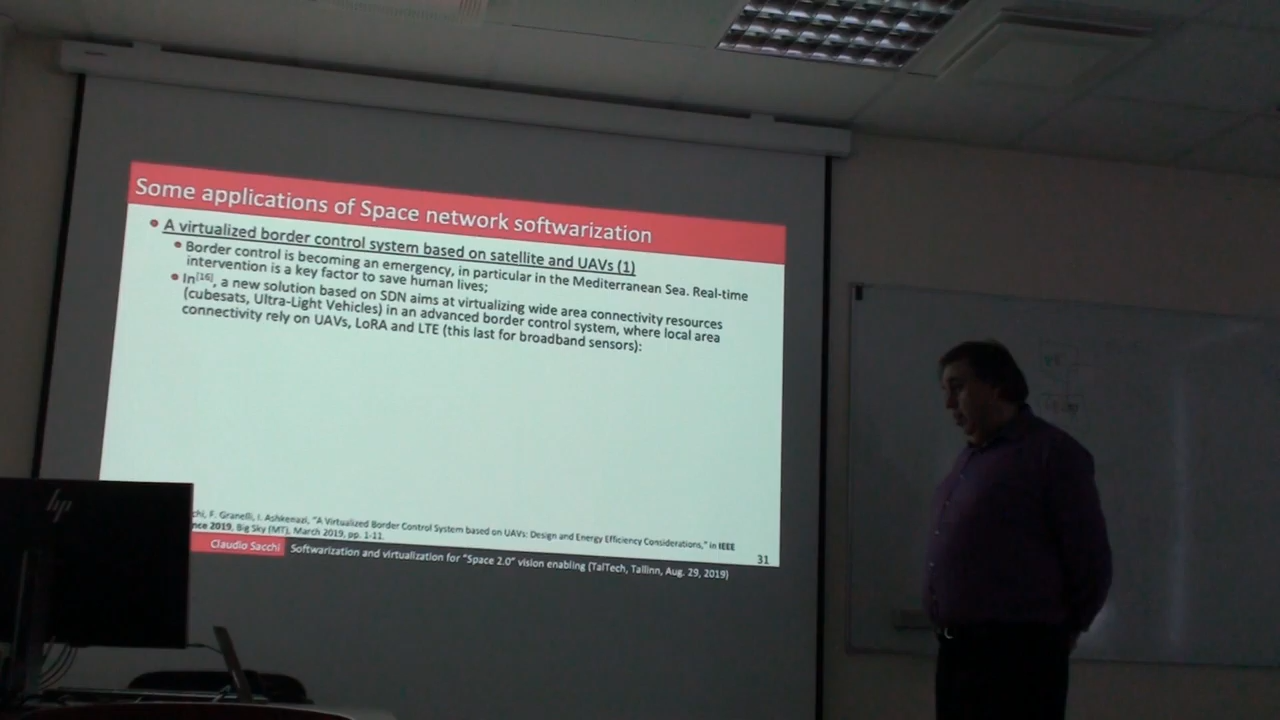 Some applications of Space network softwarization
A virtualized border control system based on satellite and UAVs (1)
Border control is becoming an emergency, in particular in the Mediterranean Sea. Real-time
intervention is a key factor to save human lives;
In[16], a new solution based on SDN aims at virtualizing wide area connectivity resources
(cubesats, Ultra-Light Vehicles) in an advanced border control system, where local area
connectivity rely on UAVs, LoRA and LTE (this last for broadband sensors):
chi, F. Granelli, I. Ashkenazi, "A Virtualized Border Control System based on UAVs: Design and Energy Efficiency Considerations," in IEEE
nce 2019, Big Sky (MT), March 2019, pp. 1-11.
31
Claudio Sacchi Softwarization and virtualization for "Space 2.0" vision enabling (TalTech, Tallinn, Aug. 29, 2019)
hp